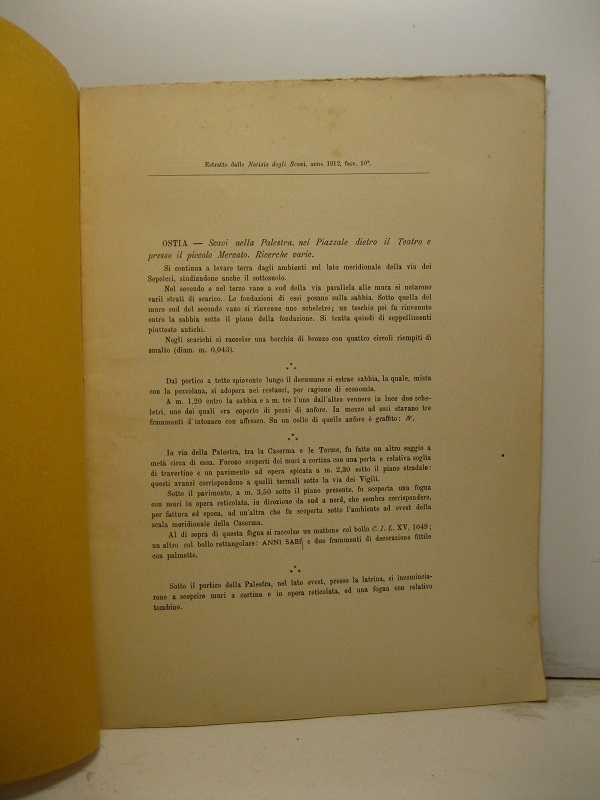 Estratto dalle Notizie degli Scavi, anno 1912, fasc. 10°.
OSTIA — Scavi nella Palestra, nel Piazzale dietro il Teatro e
presso il piccolo Mercato. Ricerche varie.
Si continua a levare terra dagli ambienti sul lato meridionale della via dei
Sepolcri, studiandone anche il sottosuolo.
Nel secondo e nel terzo vano a sud della via parallela alle mura si notarono
varii strati di scarico. Le fondazioni di essi posano sulla sabbia. Sotto quella del
muro sud del secondo vano si rinvenne uno scheletro; un teschio poi fu rinvenuto
entro la sabbia sotto il piano della fondazione. Si tratta quindi di seppellimenti
piuttosto antichi.
Negli scarichi si raccolse una borchia di bronzo con quattro circoli riempiti di
smalto (diam. m. 0,043).
Dal portico a tetto spiovente lungo il decumano si estrae sabbia, la quale, mista
con la pozzolana, si adopera nei restauri, per ragione di economia.
A m. 1,20 entro la sabbia e a m. tre l'uno dall'altro vennero in luce due sche-
letri, uno dei quali era coperto di pezzi di anfore. In mezzo ad essi stavano tre
frammenti d'intonaco con affresco. Su un collo di quelle anfore è graffito:
In via della Palestra, tra la Caserma e le Terme, fu fatto un altro saggio a
metà circa di essa. Furono scoperti dei muri a cortina con una porta e relativa soglia
di travertino e un pavimento ad opera spicata a m. 2,30 sotto il piano stradale:
questi avanzi corrispondono a quelli termali sotto la via dei Vigili.
Sotto il pavimento, a m. 3,50 sotto il piano presente, fu scoperta una fogna
con muri in opera reticolata, in direzione da sud a nord, che sembra corrispondere,
per fattura ed epoca, ad un'altra che fu scoperta sotto l'ambiente ad ovest della
scala meridionale della Caserma.
Al di sopra di questa fogna si raccolse un mattone col bollo C. I. L. XV, 1049;
un altro col bollo rettangolare: ANNI SABI e due frammenti di decorazione fittile
con palmette.
Sotto il portico della Palestra, nel lato ovest, presso la latrina, si incomincia-
rono a scoprire muri a cortina e in opera reticolata, ed una fogna con relativo
tombino.